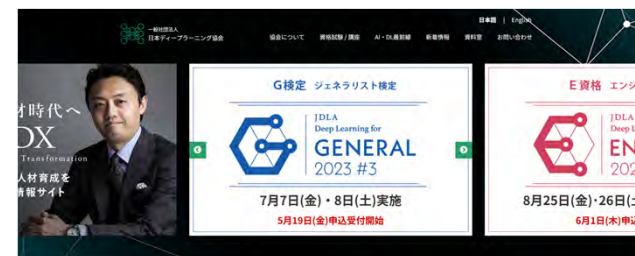 日本語 | English
一般社団法人
日本ディープラーニング協会
協会について 資格試験 / 講座 AI・DL最前線 新着情報 資料室 お問い合わせ
材時代へ
DX
Transformation
人材育成を
情報サイト
G検定 ジェネラリスト検定
JDLA
Deep Learning for
GENERAL
2023 #3
7月7日(金)・8日(土)実施
5月19日(金)申込受付開始
E資格 エンジ
JDLA
Deep L
EN
2023
8月25日(金)・26日(土
6月1日(木)申込